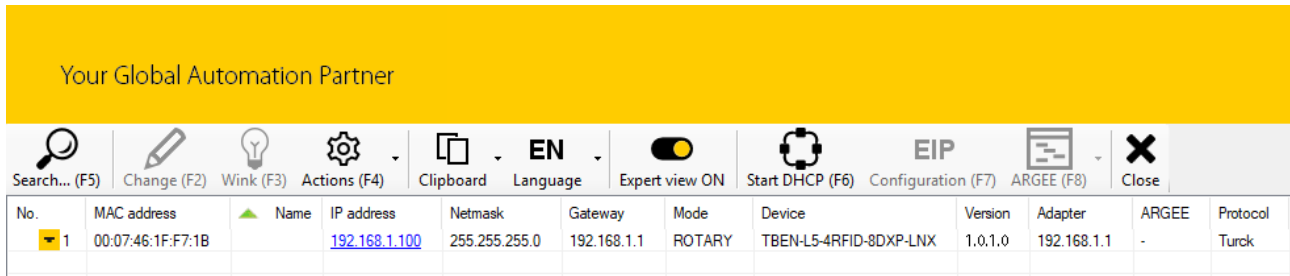 Your Global Automation Partner
EN EIP
Search... (F5) Change (F2) Wink (F3) Actions (F4) Clipboard Language Expert view ON Start DHCP (F6) Configuration (F7) ARGEE (F8) Close
No. MAC address Name IP address Netmask Gateway Mode Device Version Adapter ARGEE Protocol
1 00:07:46:1F:F7:1B 192.168.1.100 255.255.255.0 192.168.1.1 ROTARY TBEN-L5-4RFID-8DXP-LNX 1.0.1.0 192.168.1.1 - Turck